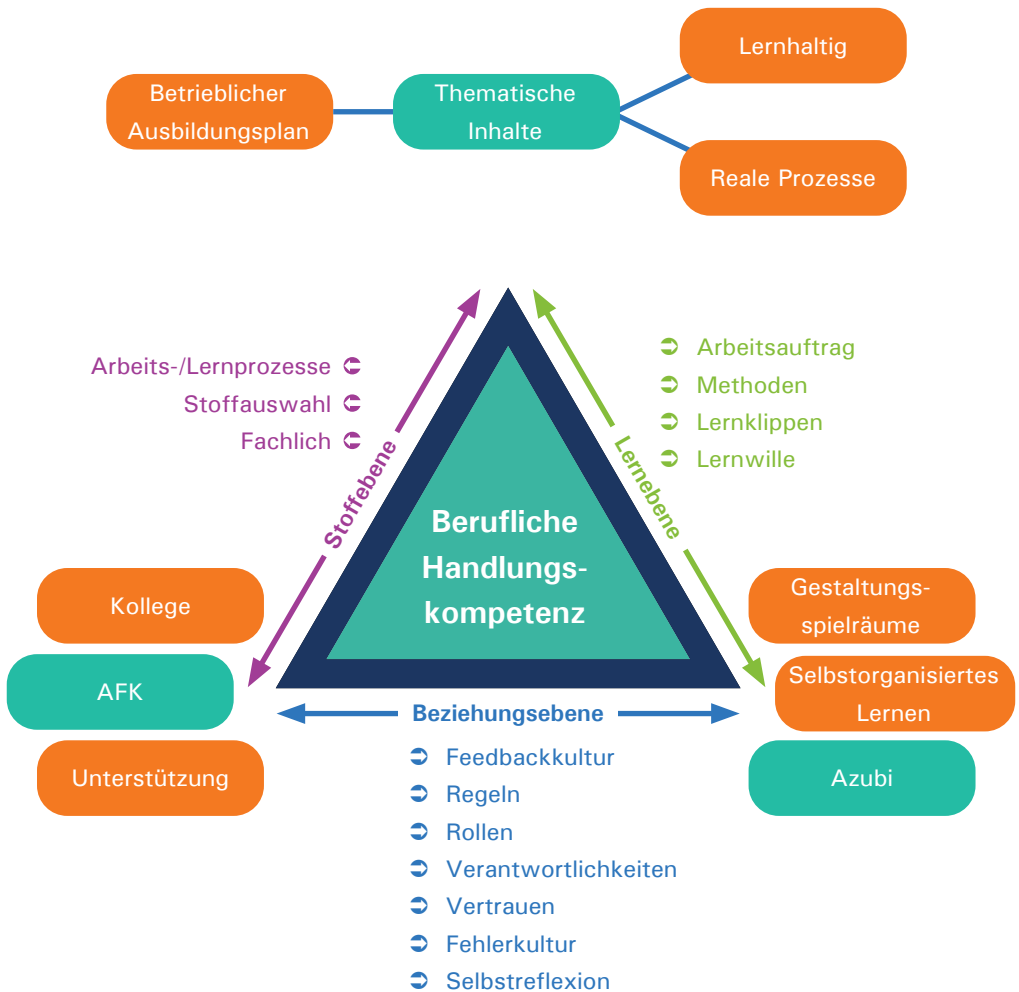 Lernhaltig
Betrieblicher
Ausbildungsplan
Thematische
Inhalte
Reale Prozesse
Arbeits-/Lernprozesse
Stoffauswahl
Fachlich
Stoffebene
Arbeitsauftrag
Methoden
Lernklippen
Lernwille
Lernebene
Berufliche
Handlungs-
kompetenz
Kollege
AFK
Unterstützung
Gestaltungs-
spielräume
Selbstorganisiertes
Lernen
Azubi
Beziehungsebene
Feedbackkultur
Regeln
Rollen
Verantwortlichkeiten
Vertrauen
Fehlerkultur
Selbstreflexion